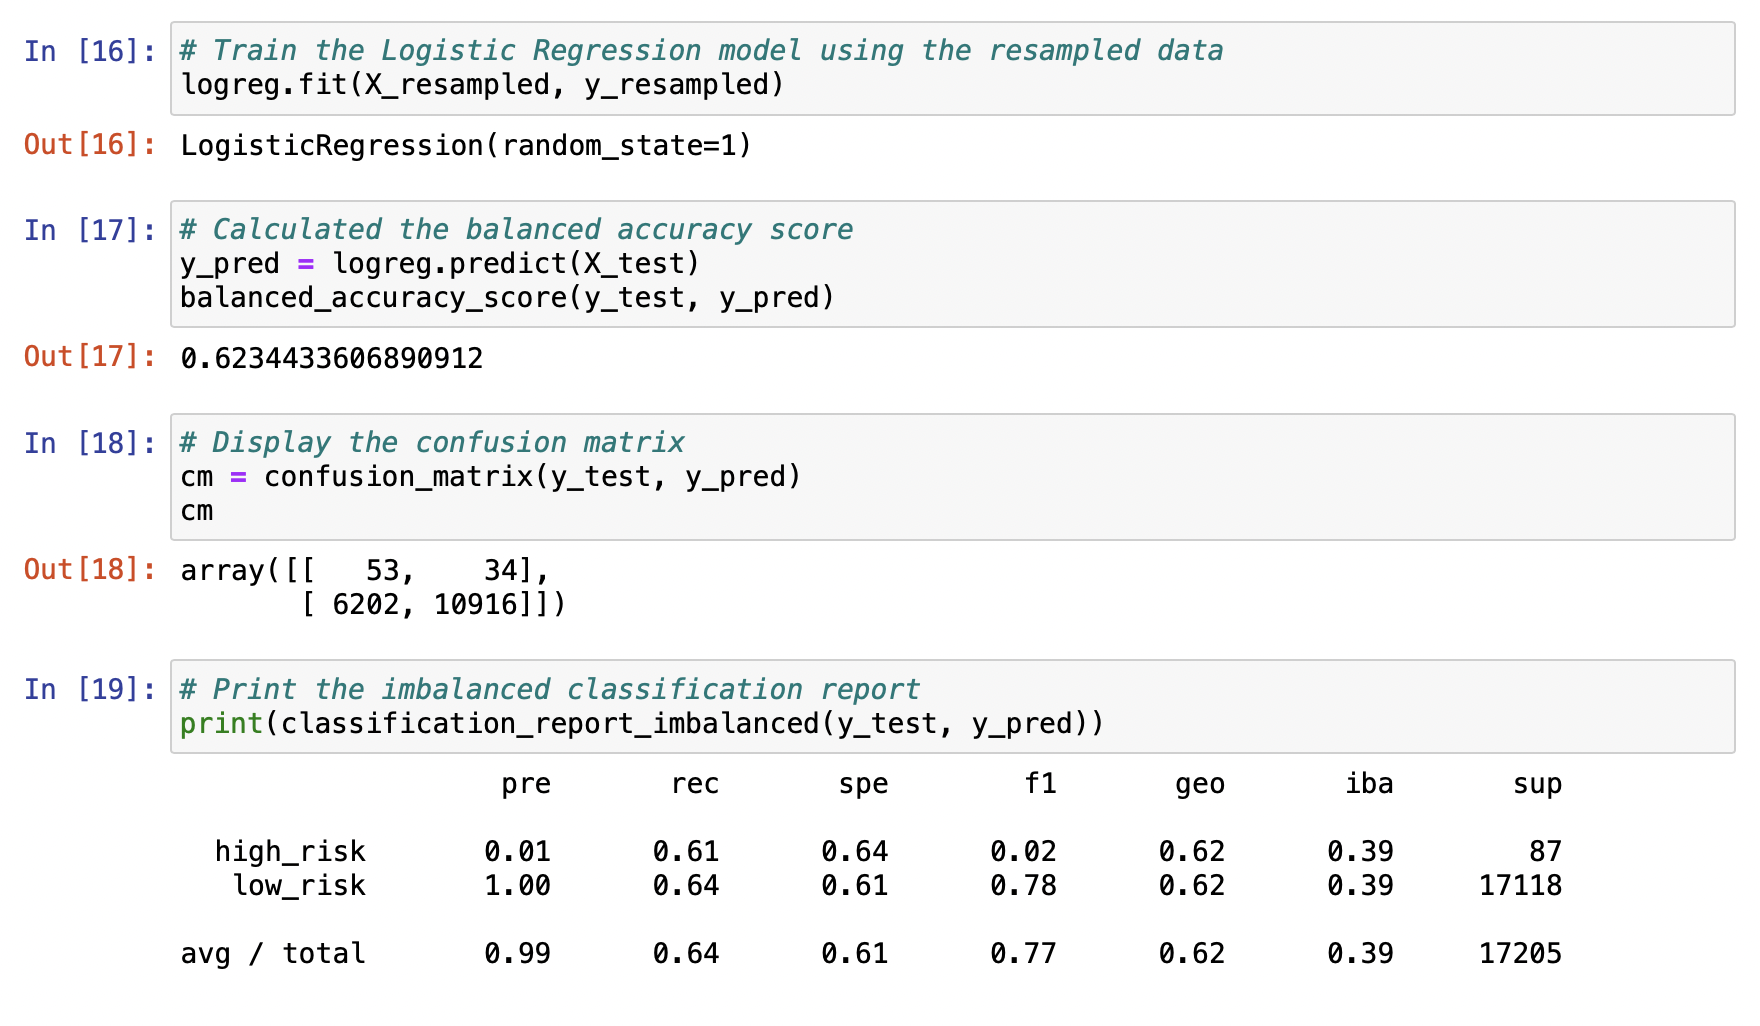 In [16]: # Train the Logistic Regression model using the resampled data
logreg.fit(X_resampled, y_resampled)
Out[16]: LogisticRegression(random_state=1)
In [17]: # Calculated the balanced accuracy score
y_pred = logreg.predict(X_test)
balanced_accuracy_score(y_test, y_pred)
Out[17]: 0.6234433606890912
In [18]: # Display the confusion matrix
cm = confusion_matrix(y_test, y_pred)
cm
Out[18]: array([[   53,    34],
       [ 6202, 10916]])
In [19]: # Print the imbalanced classification report
print(classification_report_imbalanced(y_test, y_pred))
                   pre       rec       spe        f1       geo       iba       sup
  high_risk       0.01      0.61      0.64      0.02      0.62      0.39        87
   low_risk       1.00      0.64      0.61      0.78      0.62      0.39     17118
avg / total       0.99      0.64      0.61      0.77      0.62      0.39     17205